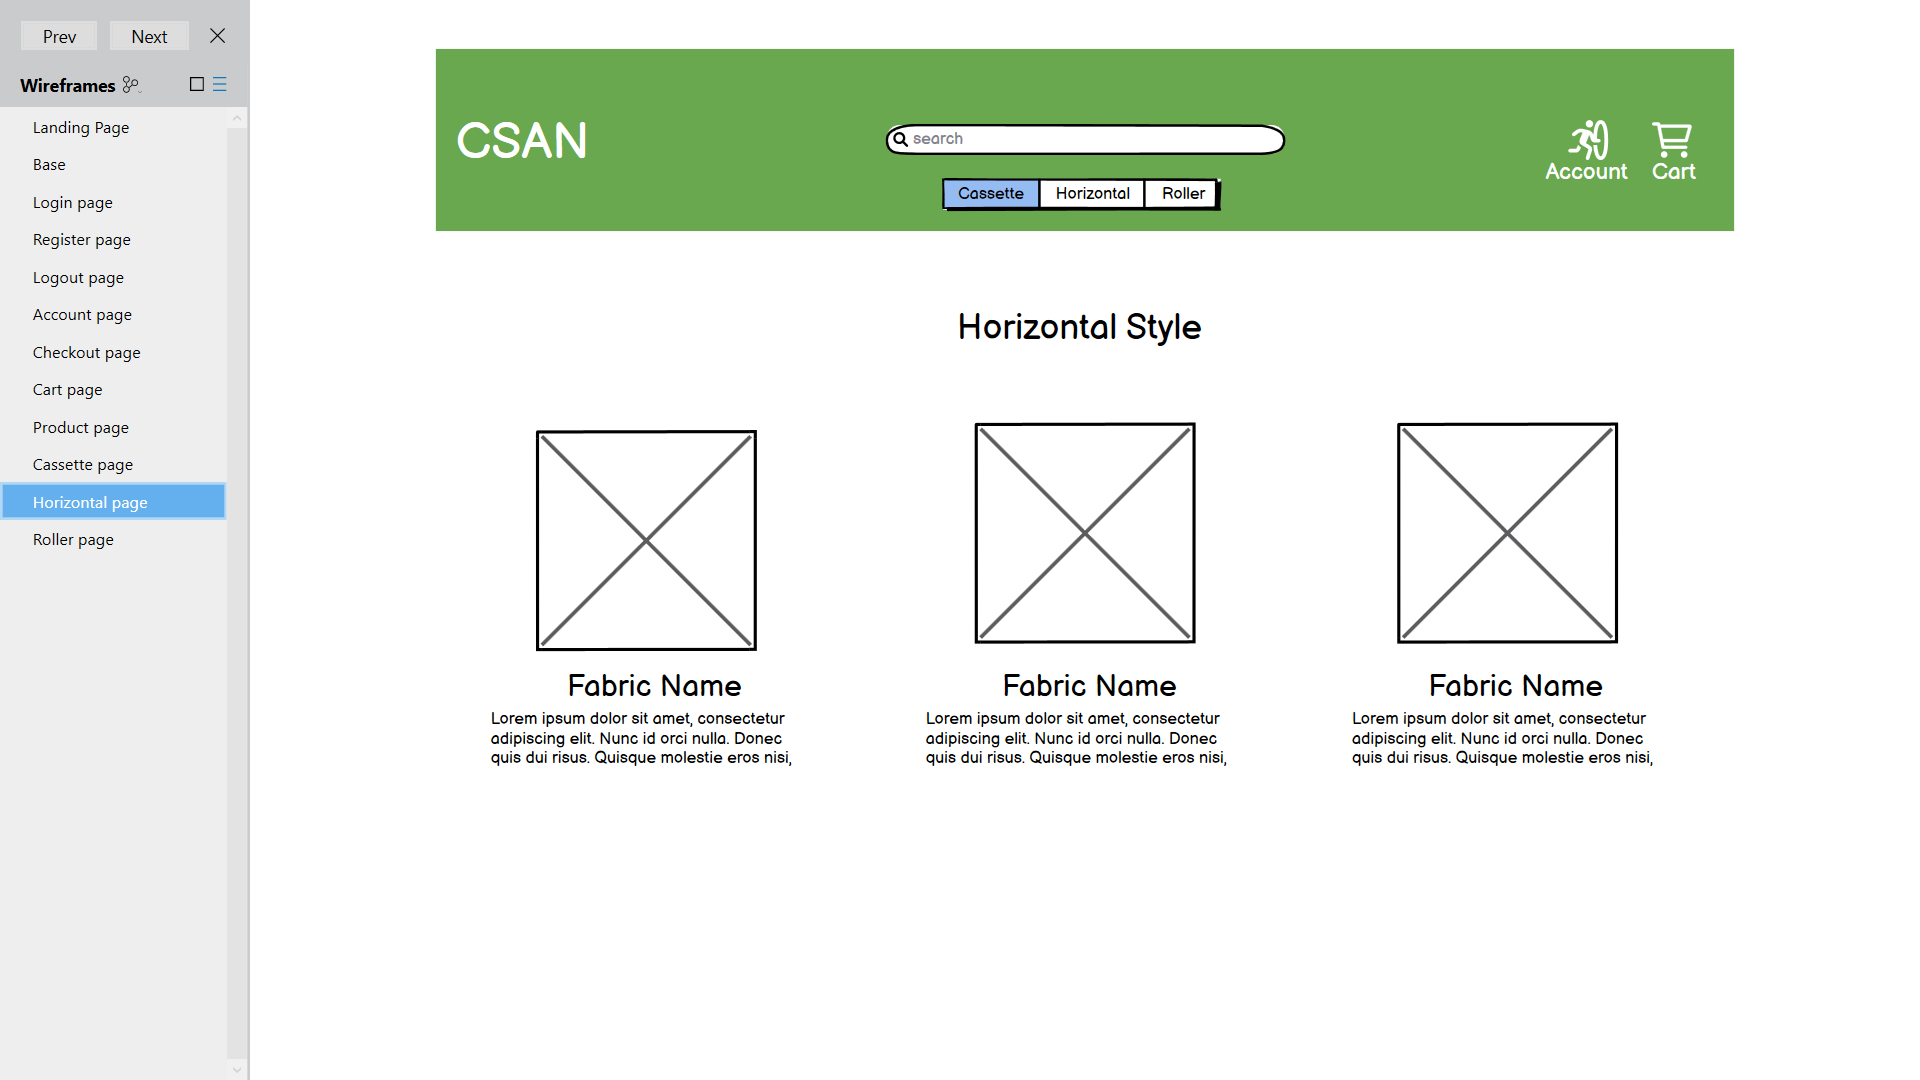 Prev
Next
Wireframes
Landing Page
Base
Login page
Register page
Logout page
Account page
Checkout page
Cart page
Product page
Cassette page
Horizontal page
Roller page
CSAN
search
Cassette
Horizontal
Roller
Account
Cart
Horizontal Style
Fabric Name
Lorem ipsum dolor sit amet, consectetur
adipiscing elit. Nunc id orci nulla. Donec
quis dui risus. Quisque molestie eros nisi,
Fabric Name
Lorem ipsum dolor sit amet, consectetur
adipiscing elit. Nunc id orci nulla. Donec
quis dui risus. Quisque molestie eros nisi,
Fabric Name
Lorem ipsum dolor sit amet, consectetur
adipiscing elit. Nunc id orci nulla. Donec
quis dui risus. Quisque molestie eros nisi,